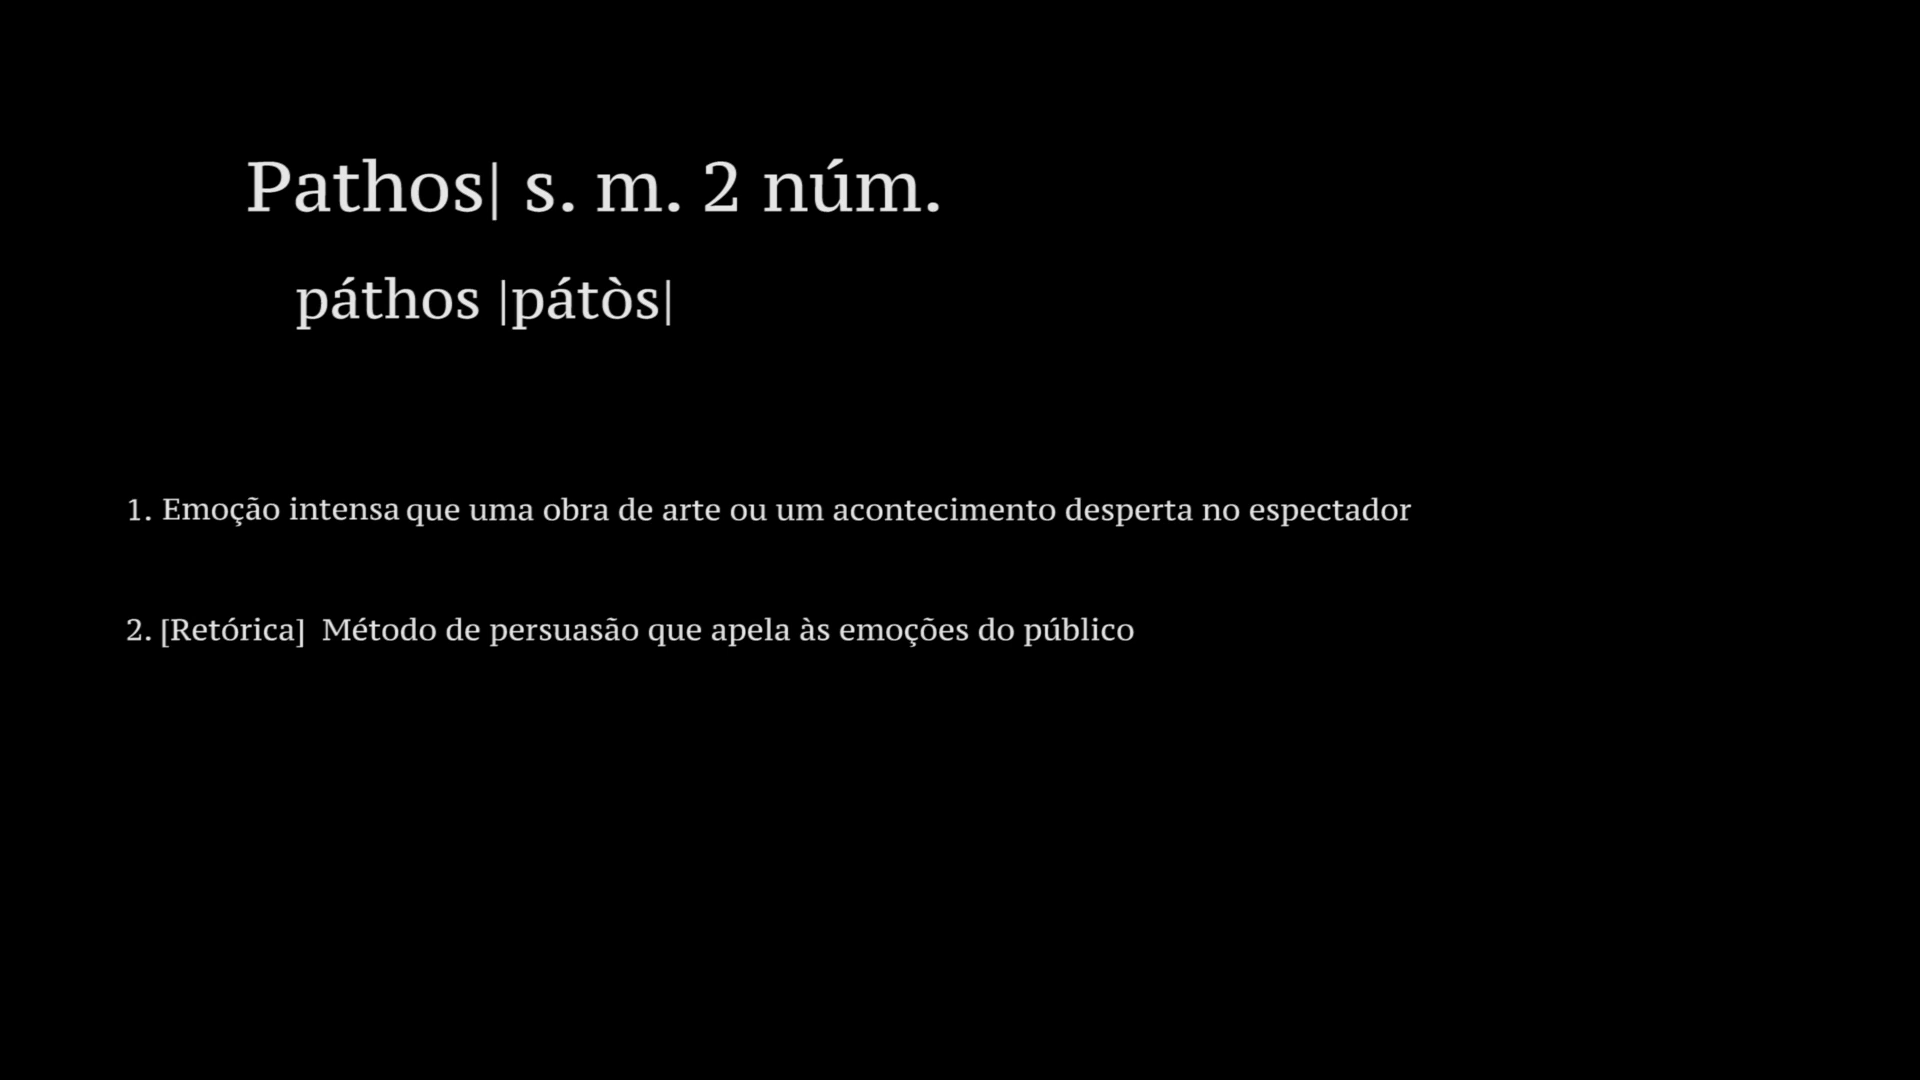 Pathos| s. m. 2 núm.
páthos |pátòs|
1. Emoção intensa que uma obra de arte ou um acontecimento desperta no espectador
2. [Retórica] Método de persuasão que apela às emoções do público